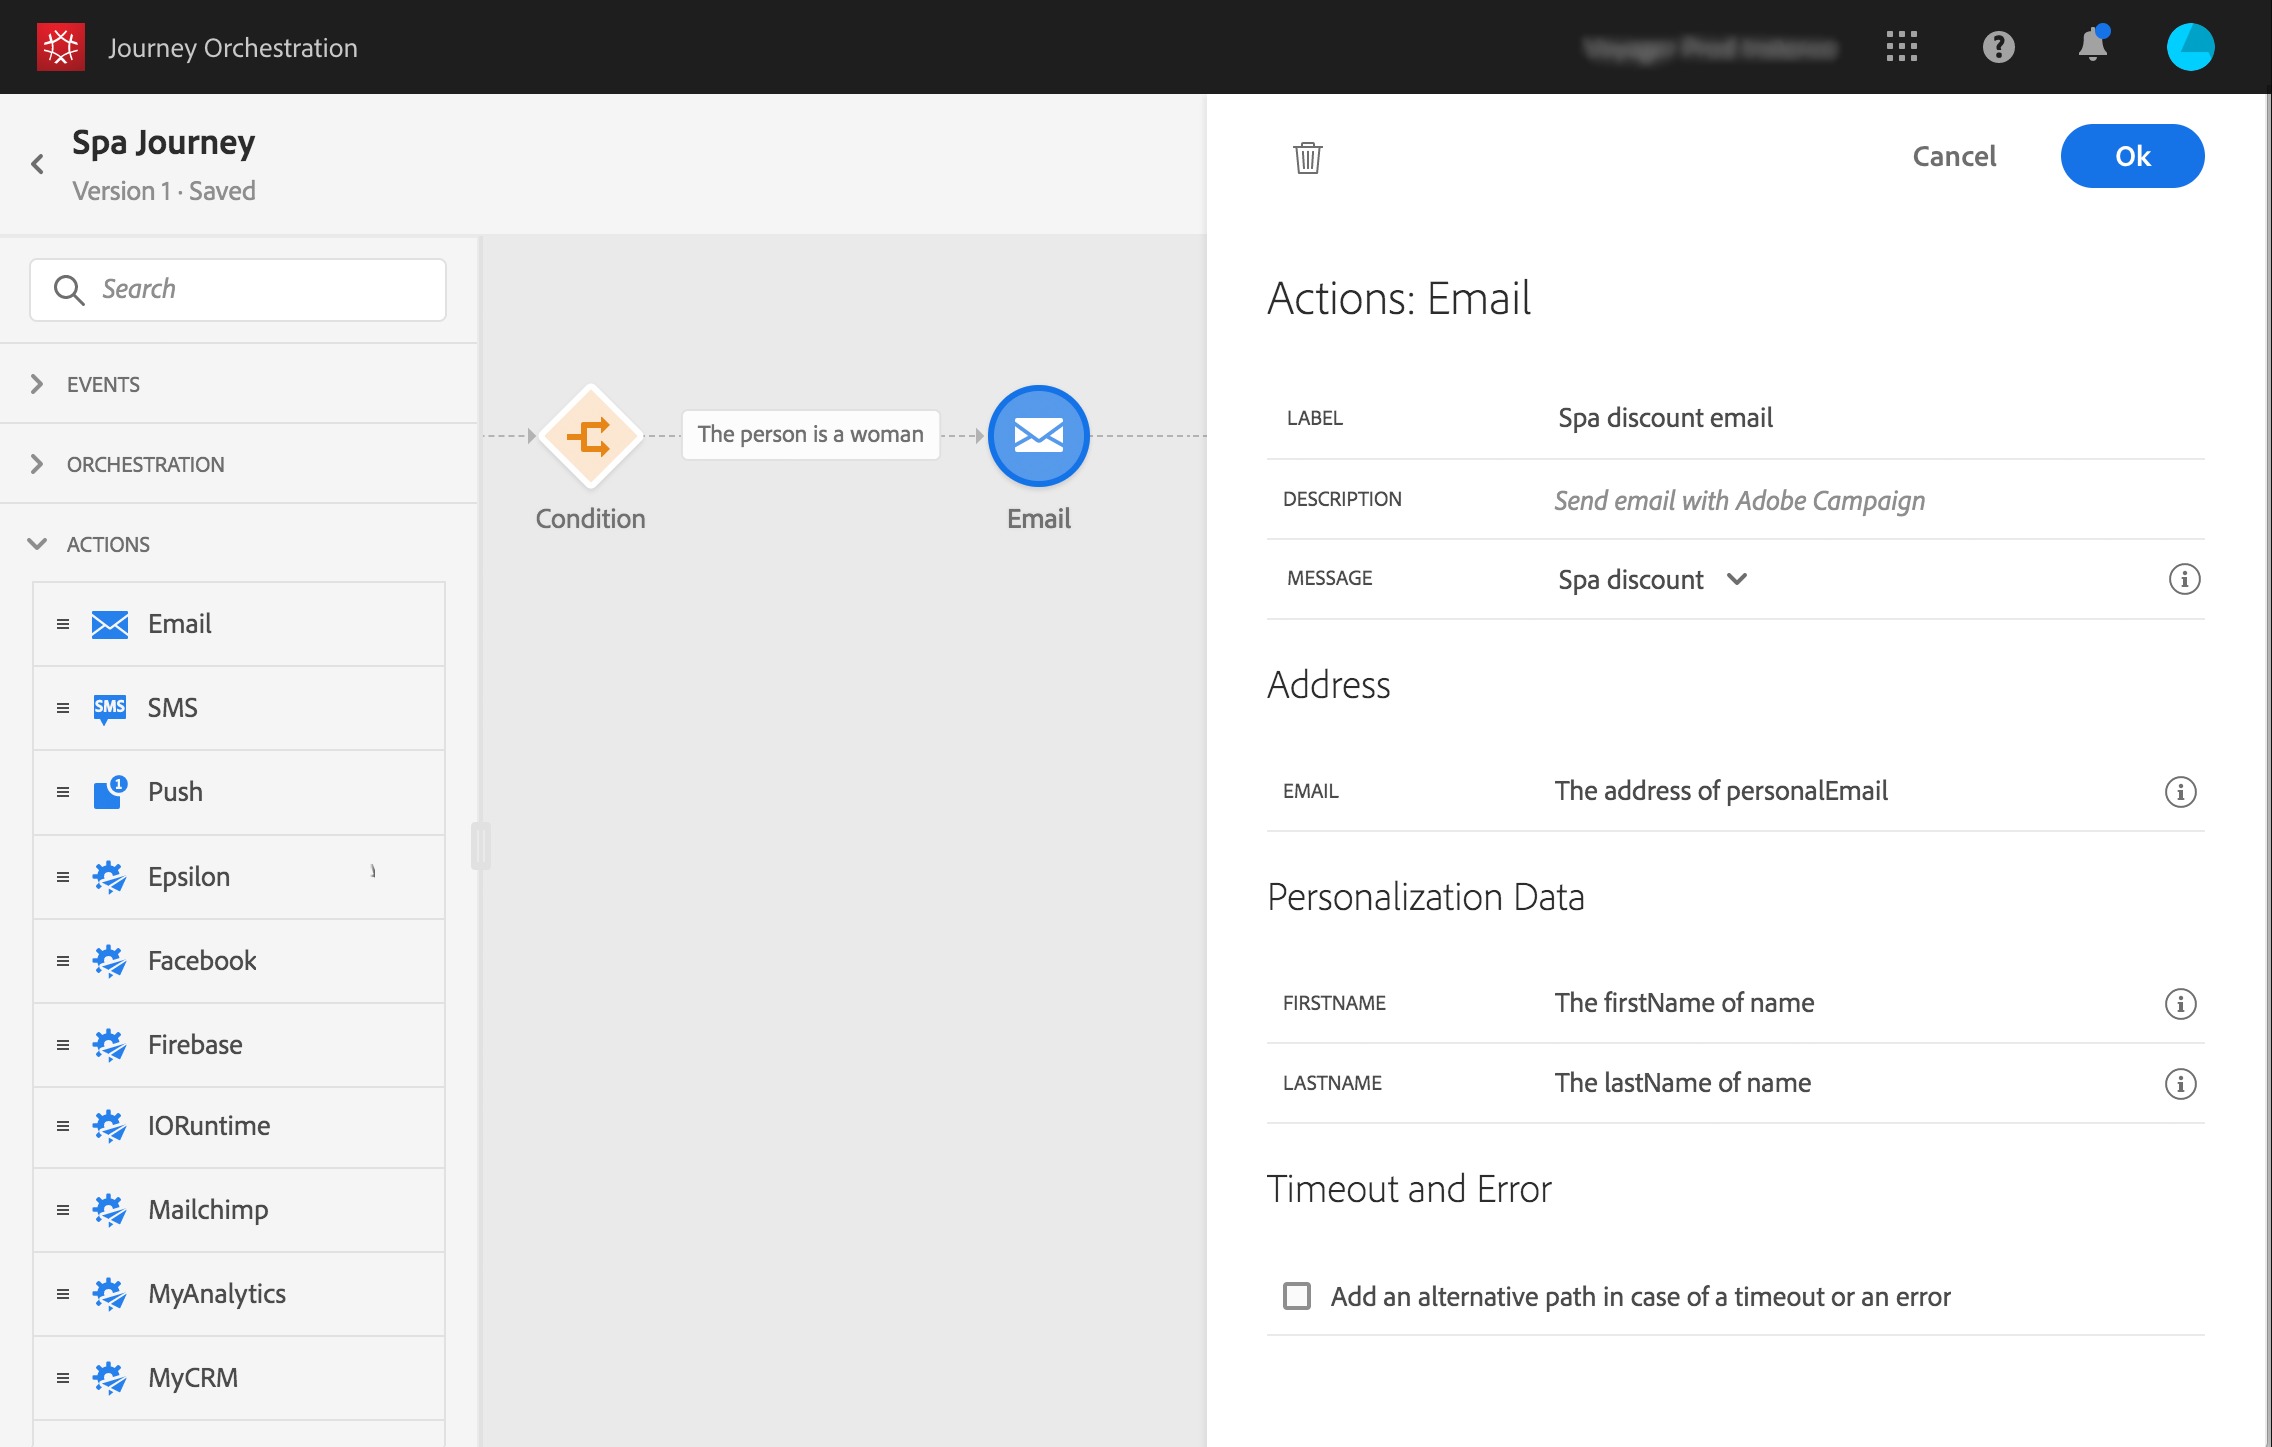 Journey Orchestration
Spa Journey
Version 1 · Saved
Cancel
Ok
Search
EVENTS
ORCHESTRATION
ACTIONS
Email
SMS
SMS
1
Push
Epsilon
Facebook
Firebase
IORuntime
Mailchimp
MyAnalytics
MyCRM
Condition
The person is a woman
Email
Actions: Email
LABEL Spa discount email
DESCRIPTION Send email with Adobe Campaign
MESSAGE Spa discount
Address
EMAIL The address of personalEmail
Personalization Data
FIRSTNAME The firstName of name
LASTNAME The lastName of name
Timeout and Error
Add an alternative path in case of a timeout or an error